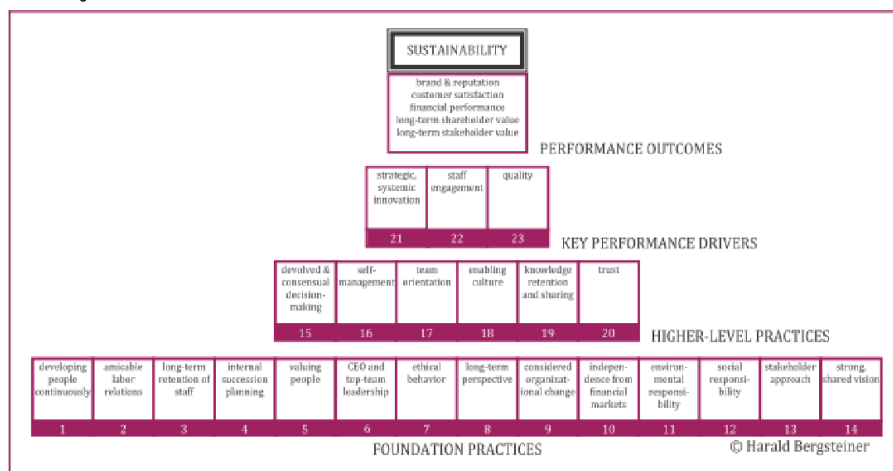 SUSTAINABILITY
brand & reputation
customer satisfaction
financial performance
long-term shareholder value
long-term stakeholder value
PERFORMANCE OUTCOMES
strategic,
systemic
innovation
21
staff
engagement
22
quality
23
KEY PERFORMANCE DRIVERS
devolved &
consensual
decision-
making
15
self-
management
16
team
orientation
17
enabling
culture
18
knowledge
retention
and sharing
19
trust
20
HIGHER-LEVEL PRACTICES
developing
people
continuously
1
amicable
labor
relations
2
long-term
retention of
staff
3
internal
succession
planning
4
valuing
people
5
CEO and
top-team
leadership
6
ethical
behavior
7
long-term
perspective
8
considered
organizat-
ional change
9
indepen-
dence from
financial
markets
10
environ-
mental
responsi-
bility
11
social
responsi-
bility
12
stakeholder
approach
13
strong,
shared vision
14
FOUNDATION PRACTICES
© Harald Bergsteiner